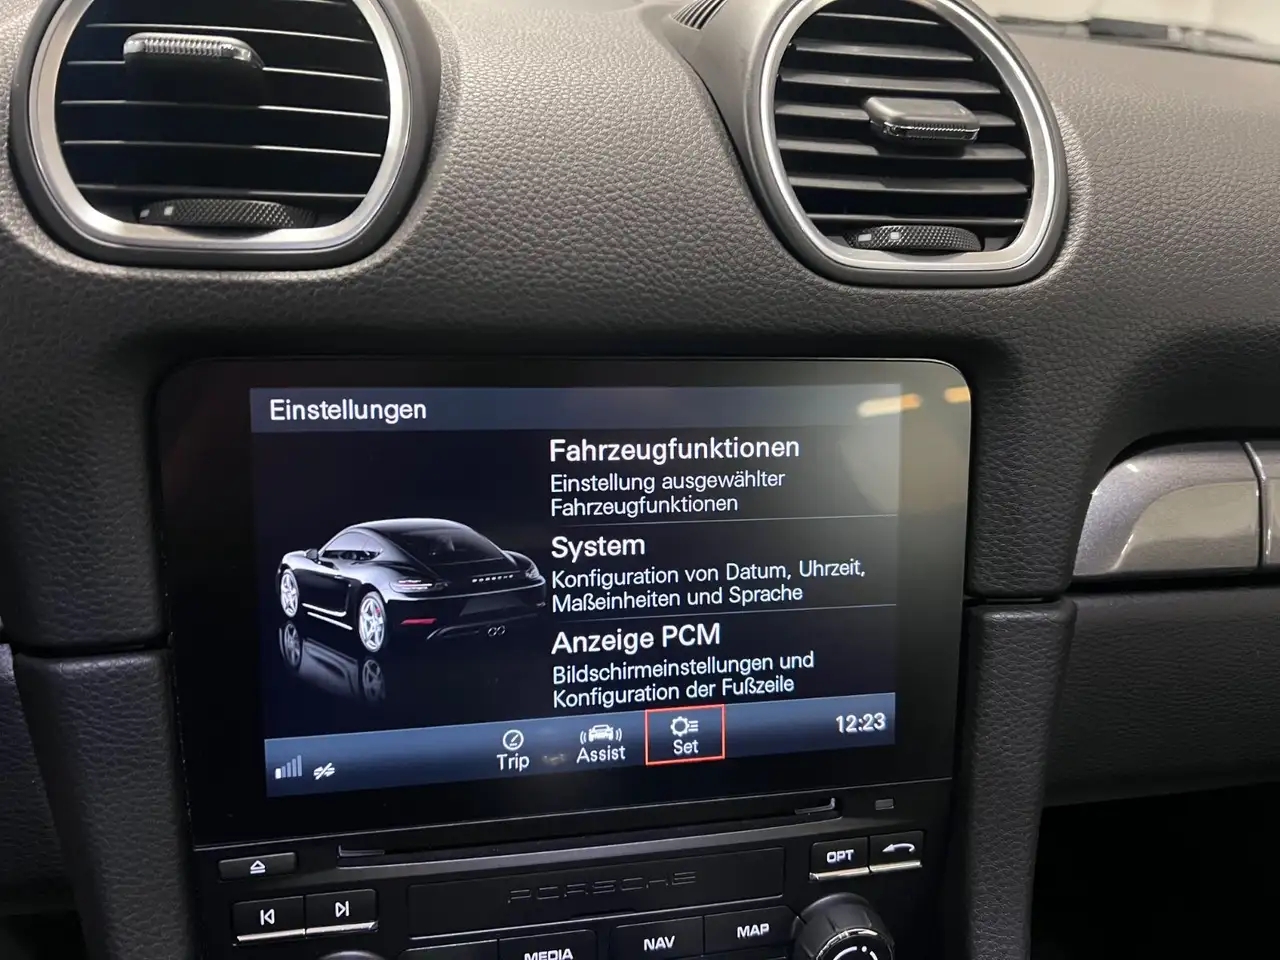 Einstellungen
Fahrzeugfunktionen
Einstellung ausgewählter
Fahrzeugfunktionen
System
Konfiguration von Datum, Uhrzeit,
Maßeinheiten und Sprache
Anzeige PCM
Bildschirmeinstellungen und
Konfiguration der Fußzeile
Trip
Assist
Set
12:23
OPT
PORSCHE
MEDIA
NAV
MAP